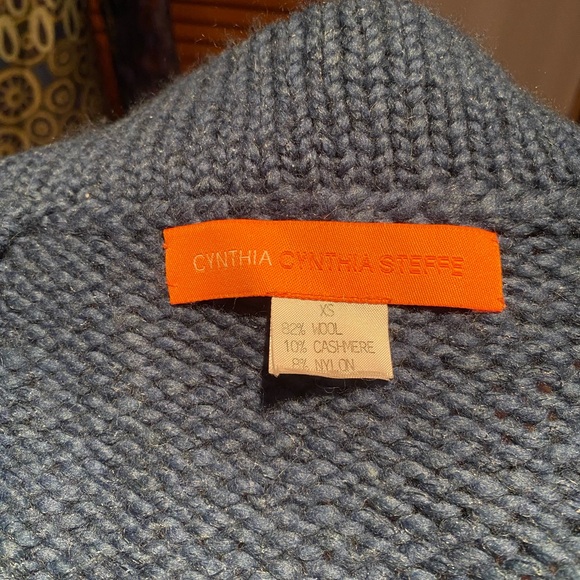 CYNTHIA CYNTHIA STEFFE
XS
82% WOOL
10% CASHMERE
8% NYLON